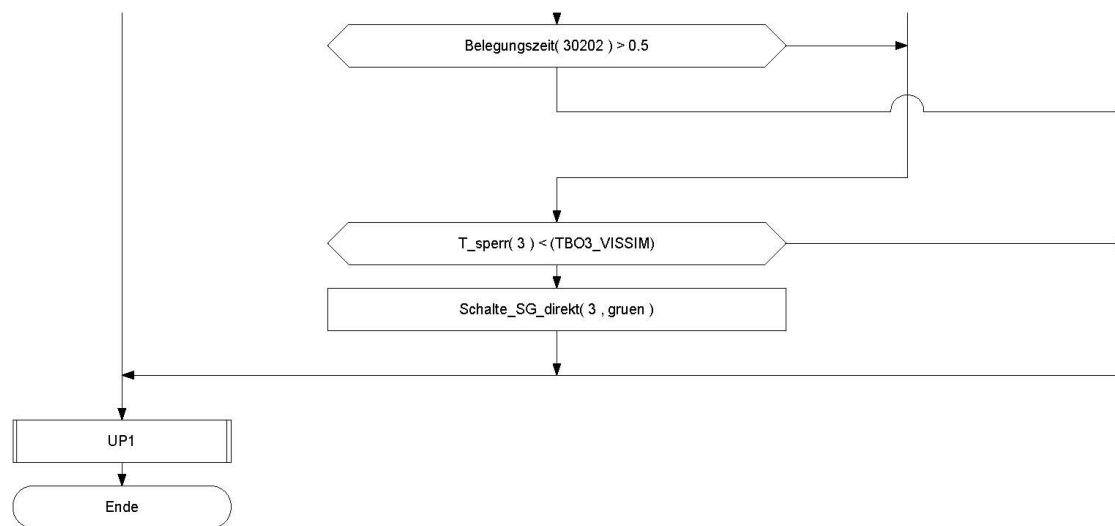 Belegungszeit( 30202 ) > 0.5
T_sperr( 3 ) < (TBO3_VISSIM)
Schalte_SG_direkt( 3 , gruen )
UP1
Ende